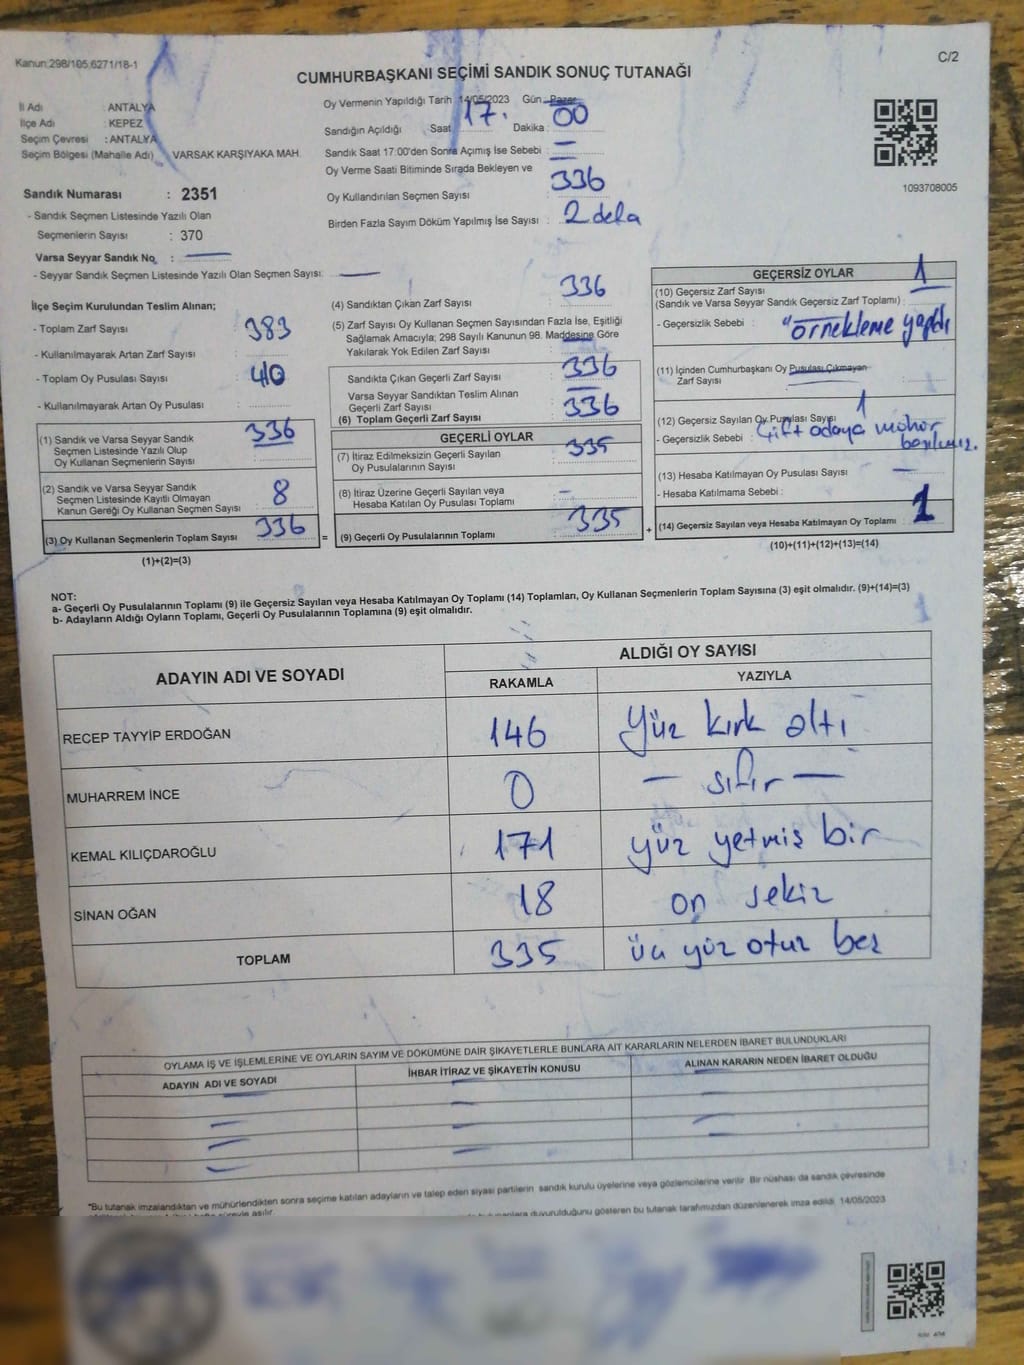 Kanun:298/105,6271/18-1
C/2
CUMHURBAŞKANI SEÇİMİ SANDIK SONUÇ TUTANAĞI
İl Adı : ANTALYA
İlçe Adı : KEPEZ
Seçim Çevresi : ANTALYA
Seçim Bölgesi (Mahalle Adı) VARSAK KARŞIYAKA MAH.
Oy Vermenin Yapıldığı Tarih 14/05/2023 Gün Pazar
Sandığın Açıldığı Saat 17. Dakika 00
Sandık Saat 17:00'den Sonra Açmış İse Sebebi :
Oy Verme Saati Bitiminde Sırada Bekleyen ve
Oy Kullandırılan Seçmen Sayısı : 336
Birden Fazla Sayım Döküm Yapılmış İse Sayısı : 2 defa
1093708005
Sandık Numarası : 2351
- Sandık Seçmen Listesinde Yazılı Olan
Seçmenlerin Sayısı : 370
Varsa Seyyar Sandık No :
- Seyyar Sandık Seçmen Listesinde Yazılı Olan Seçmen Sayısı:
İlçe Seçim Kurulundan Teslim Alınan;
- Toplam Zarf Sayısı : 383
- Kullanılmayarak Artan Zarf Sayısı :
- Toplam Oy Pusulası Sayısı : 410
- Kullanılmayarak Artan Oy Pusulası :
(1) Sandık ve Varsa Seyyar Sandık
Seçmen Listesinde Yazılı Olup
Oy Kullanan Seçmenlerin Sayısı : 336
(2) Sandık ve Varsa Seyyar Sandık
Seçmen Listesinde Kayıtlı Olmayan
Kanun Gereği Oy Kullanan Seçmen Sayısı : 8
(3) Oy Kullanan Seçmenlerin Toplam Sayısı : 336 =
(1)+(2)=(3)
(4) Sandıktan Çıkan Zarf Sayısı : 336
(5) Zarf Sayısı Oy Kullanan Seçmen Sayısından Fazla İse, Eşitliği
Sağlamak Amacıyla; 298 Sayılı Kanunun 98. Maddesine Göre
Yakılarak Yok Edilen Zarf Sayısı :
Sandıkta Çıkan Geçerli Zarf Sayısı : 336
Varsa Seyyar Sandıktan Teslim Alınan
Geçerli Zarf Sayısı :
(6) Toplam Geçerli Zarf Sayısı : 336
GEÇERLİ OYLAR
(7) İtiraz Edilmeksizin Geçerli Sayılan
Oy Pusulalarının Sayısı : 335
(8) İtiraz Üzerine Geçerli Sayılan veya
Hesaba Katılan Oy Pusulası Toplamı : -
(9) Geçerli Oy Pusulalarının Toplamı : 335 +
GEÇERSİZ OYLAR
(10) Geçersiz Zarf Sayısı
(Sandık ve Varsa Seyyar Sandık Geçersiz Zarf Toplamı) : 1
- Geçersizlik Sebebi : "örnekleme yapıldı
(11) İçinden Cumhurbaşkanı Oy Pusulası Çıkmayan
Zarf Sayısı :
(12) Geçersiz Sayılan Oy Pusulası Sayısı : 1
- Geçersizlik Sebebi : Çift adaya mühür
basılmış.
(13) Hesaba Katılmayan Oy Pusulası Sayısı : -
- Hesaba Katılmama Sebebi :
(14) Geçersiz Sayılan veya Hesaba Katılmayan Oy Toplamı : 1
(10)+(11)+(12)+(13)=(14)
NOT:
a- Geçerli Oy Pusulalarının Toplamı (9) ile Geçersiz Sayılan veya Hesaba Katılmayan Oy Toplamı (14) Toplamları, Oy Kullanan Seçmenlerin Toplam Sayısına (3) eşit olmalıdır. (9)+(14)=(3)
b- Adayların Aldığı Oyların Toplamı, Geçerli Oy Pusulalarının Toplamına (9) eşit olmalıdır.
ADAYIN ADI VE SOYADI
ALDIĞI OY SAYISI
RAKAMLA YAZIYLA
RECEP TAYYİP ERDOĞAN 146 Yüz kırk altı
MUHARREM İNCE 0 - sıfır -
KEMAL KILIÇDAROĞLU 171 yüz yetmiş bir
SİNAN OĞAN 18 on sekiz
TOPLAM 335 üç yüz otuz beş
OYLAMA İŞ VE İŞLEMLERİNE VE OYLARIN SAYIM VE DÖKÜMÜNE DAİR ŞİKAYETLERLE BUNLARA AİT KARARLARIN NELERDEN İBARET BULUNDUKLARI
ADAYIN ADI VE SOYADI İHBAR İTİRAZ VE ŞİKAYETİN KONUSU ALINAN KARARIN NEDEN İBARET OLDUĞU
"Bu tutanak imzalandıktan ve mühürlendikten sonra seçime katılan adayların ve talep eden siyasi partilerin sandık kurulu üyelerine veya gözlemcilerine verilir. Bir nüshası da sandık çevresinde
duyurulduğunu gösteren bu tutanak tarafımızdan düzenlenerek imza edildi. 14/05/2023